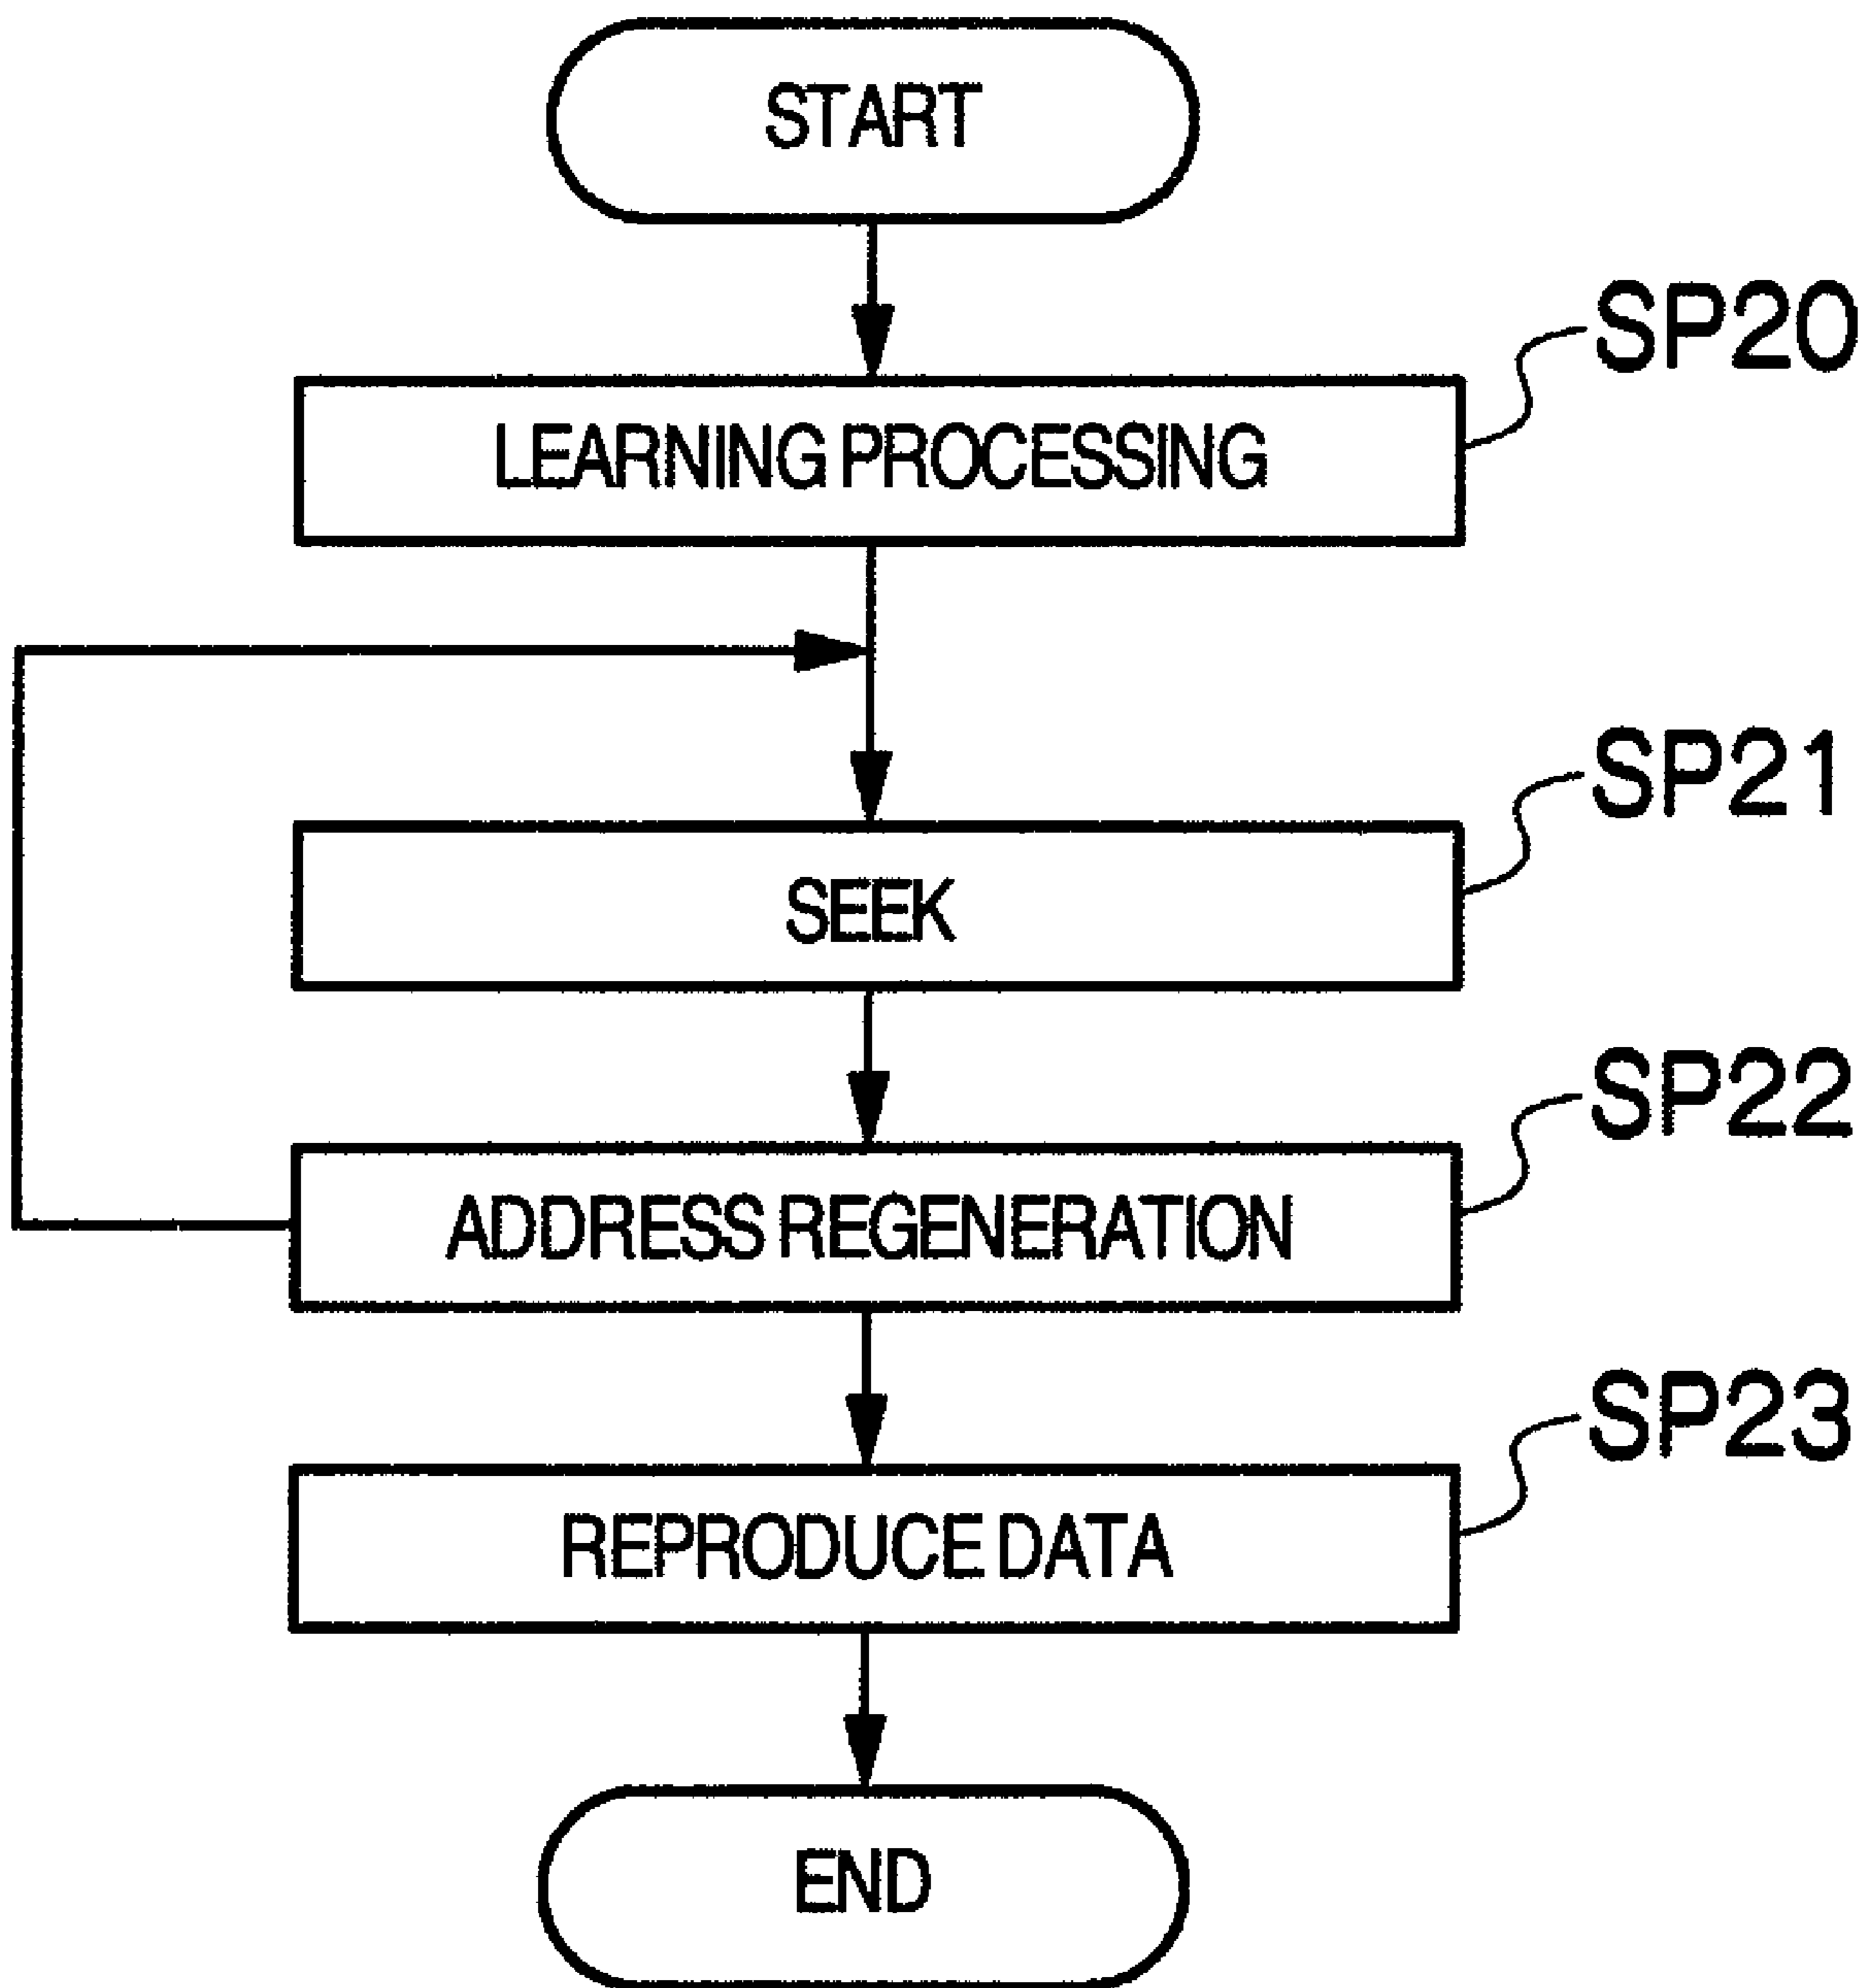 START
SP20
LEARNING PROCESSING
SP21
SEEK
SP22
ADDRESS REGENERATION
SP23
REPRODUCE DATA
END